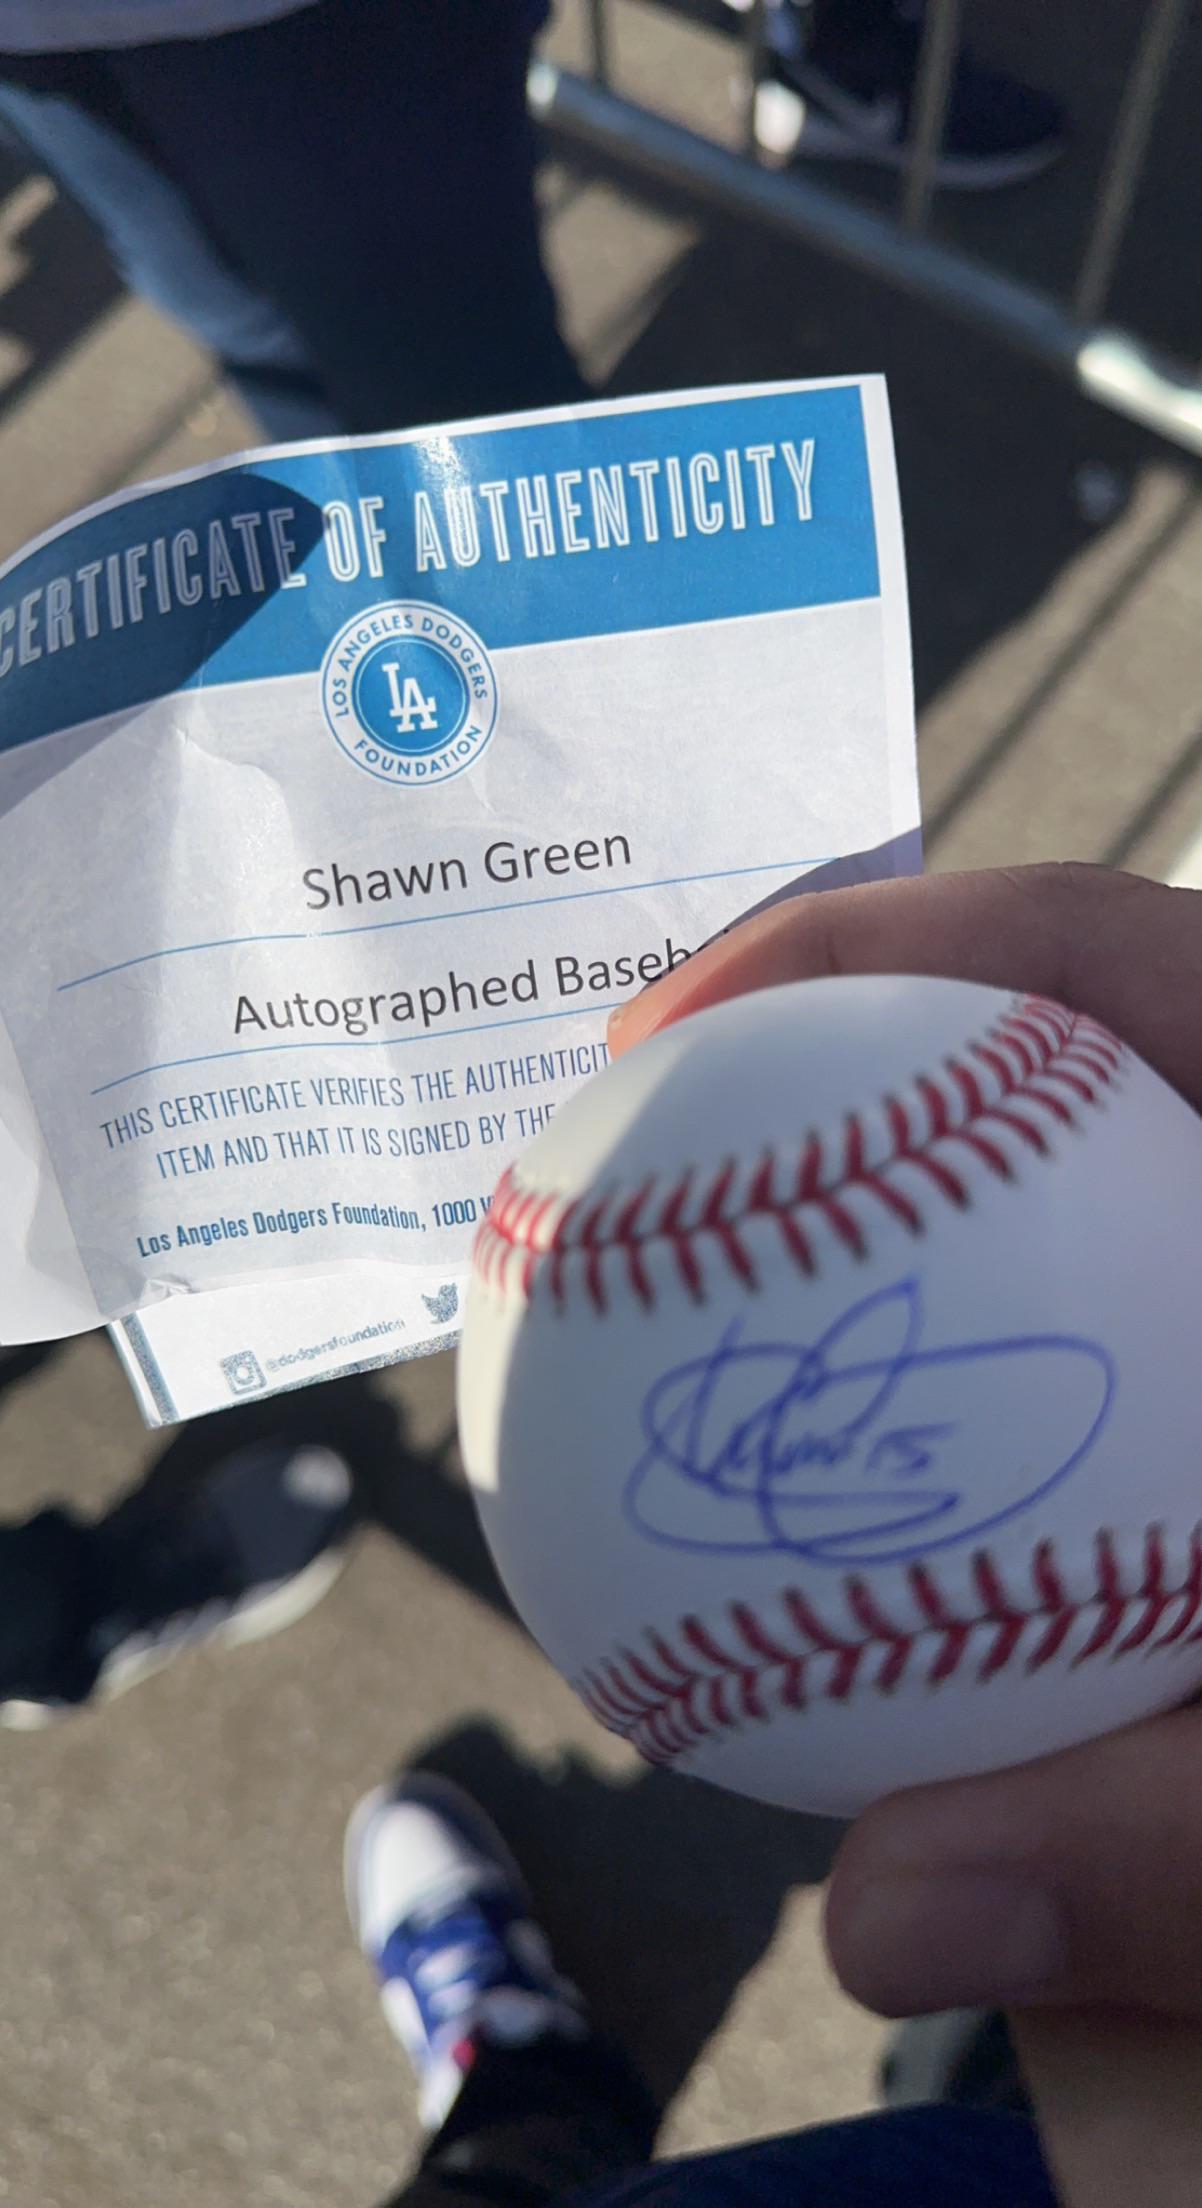 CERTIFICATE OF AUTHENTICITY
LOS ANGELES DODGERS
LA
FOUNDATION
Shawn Green
Autographed Baseb
THIS CERTIFICATE VERIFIES THE AUTHENTICIT
ITEM AND THAT IT IS SIGNED BY THE
Los Angeles Dodgers Foundation, 1000 V
@dodgersfoundation
15